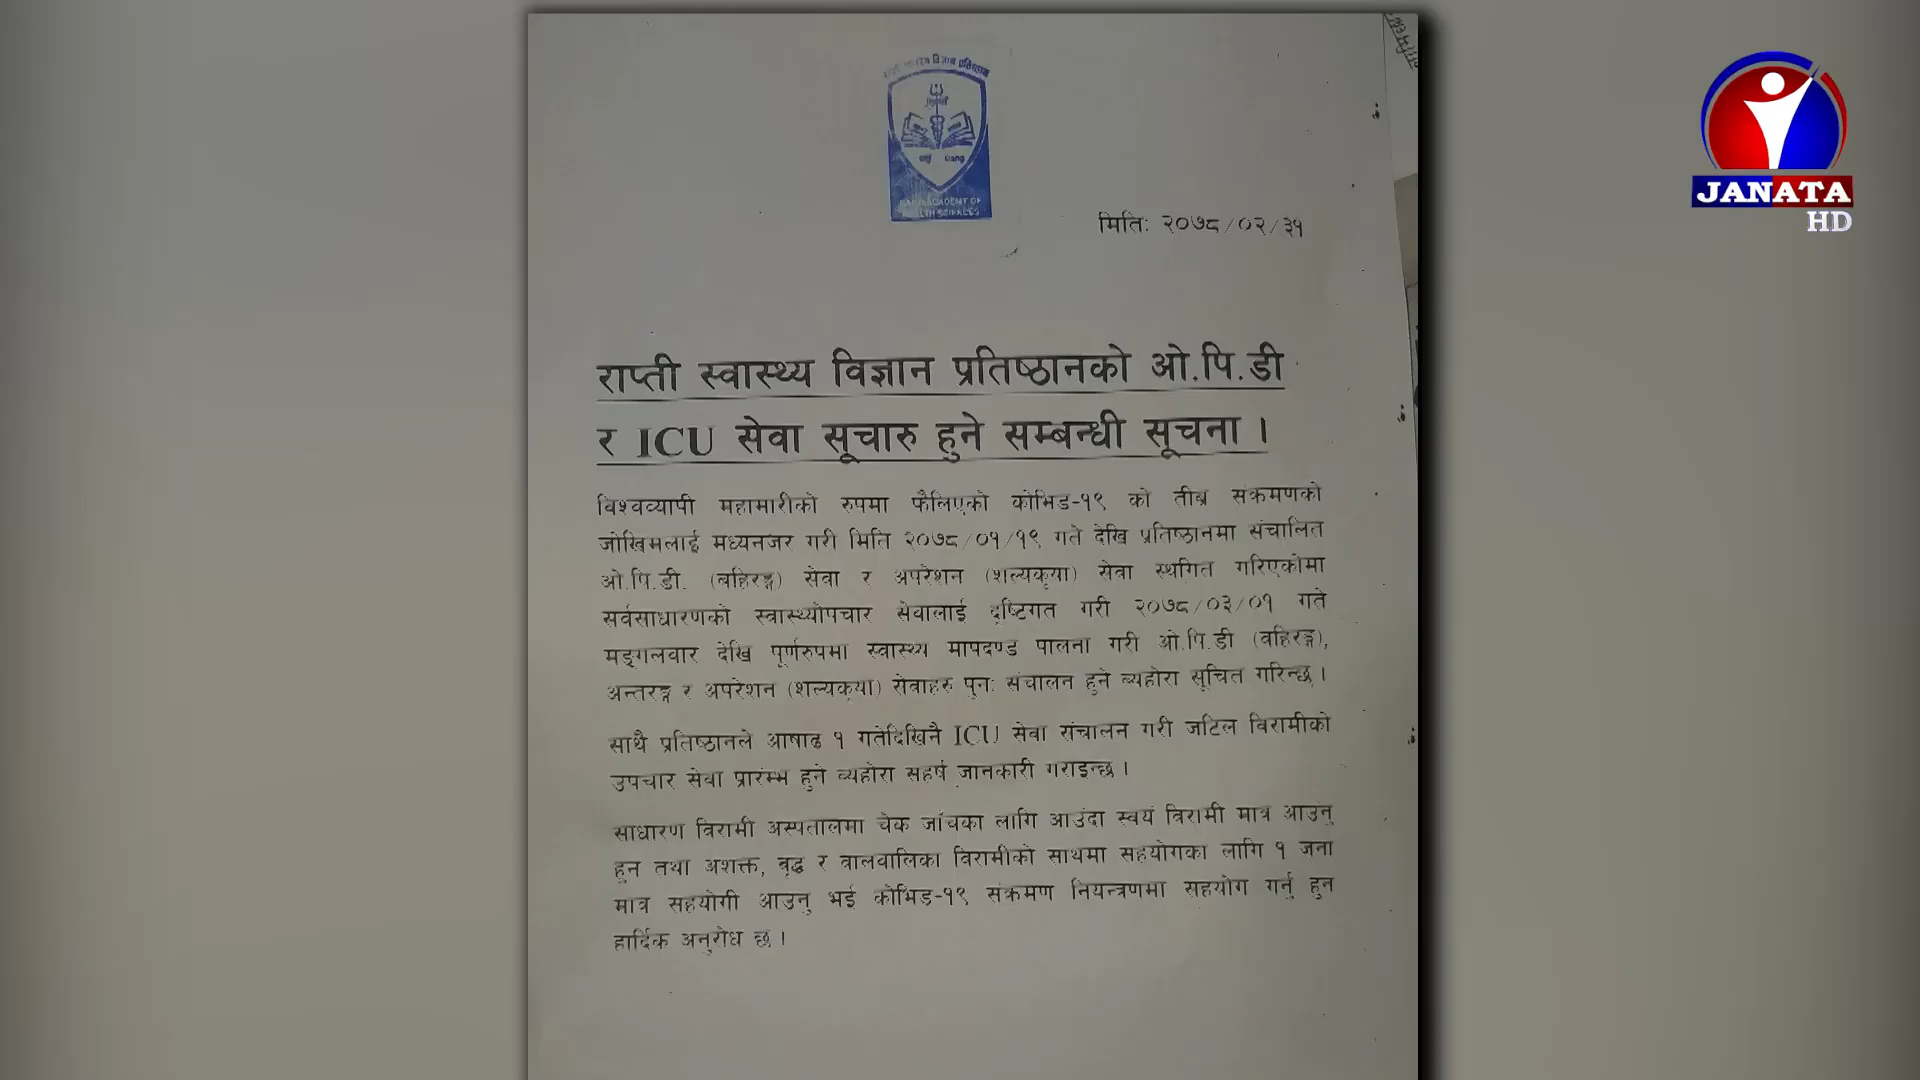 JANATA
HD
मिति: २०७८/०२/३१
राप्ती स्वास्थ्य विज्ञान प्रतिष्ठानको ओ.पि.डी
र ICU सेवा सूचारु हुने सम्बन्धी सूचना ।
विश्वव्यापी महामारीको रुपमा फैलिएको कोभिड-१९ को तीब्र संक्रमणको
जोखिमलाई मध्यनजर गरी मिति २०७८/०१/१९ गते देखि प्रतिष्ठानमा संचालित
ओ.पि.डी. (बहिरङ्ग) सेवा र अपरेशन (शल्यकृया) सेवा स्थगित गरिएकोमा
सर्वसाधारणको स्वास्थ्योपचार सेवालाई दृष्टिगत गरी २०७८/०३/०१ गते
मङ्गलवार देखि पूर्णरुपमा स्वास्थ्य मापदण्ड पालना गरी ओ.पि.डी (वहिरङ्ग),
अन्तरङ्ग र अपरेशन (शल्यकृया) सेवाहरु पुन: संचालन हुने व्यहोरा सूचित गरिन्छ ।
साथै प्रतिष्ठानले आषाढ १ गतेदिखिनै ICU सेवा संचालन गरी जटिल विरामीको
उपचार सेवा प्रारम्भ हुने व्यहोरा सहर्ष जानकारी गराइन्छ ।
साधारण विरामी अस्पतालमा चेक जाँचका लागि आउंदा स्वयं विरामी मात्र आउनु
हुन तथा अशक्त, बृद्ध र वालवालिका विरामीको साथमा सहयोगका लागि १ जना
मात्र सहयोगी आउनु भई कोभिड-१९ संक्रमण नियन्त्रणमा सहयोग गर्नु हुन
हार्दिक अनुरोध छ ।